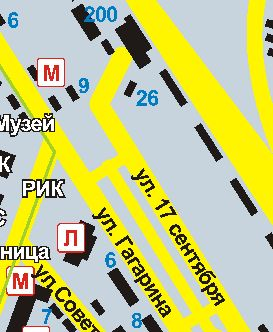 6
200
М
9
26
Музей
К
РИК
ул. 17 сентября
С
Л
ул. Гагарина
ница
6
М
ул Совет
7
8